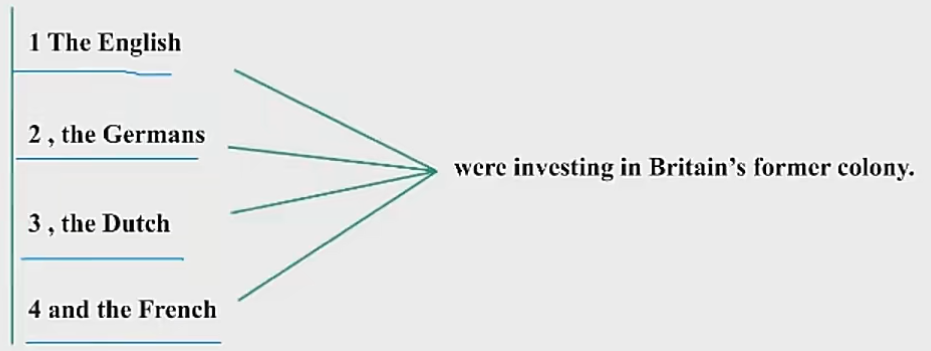 1 The English
2 , the Germans
were investing in Britain's former colony.
3 , the Dutch
4 and the French